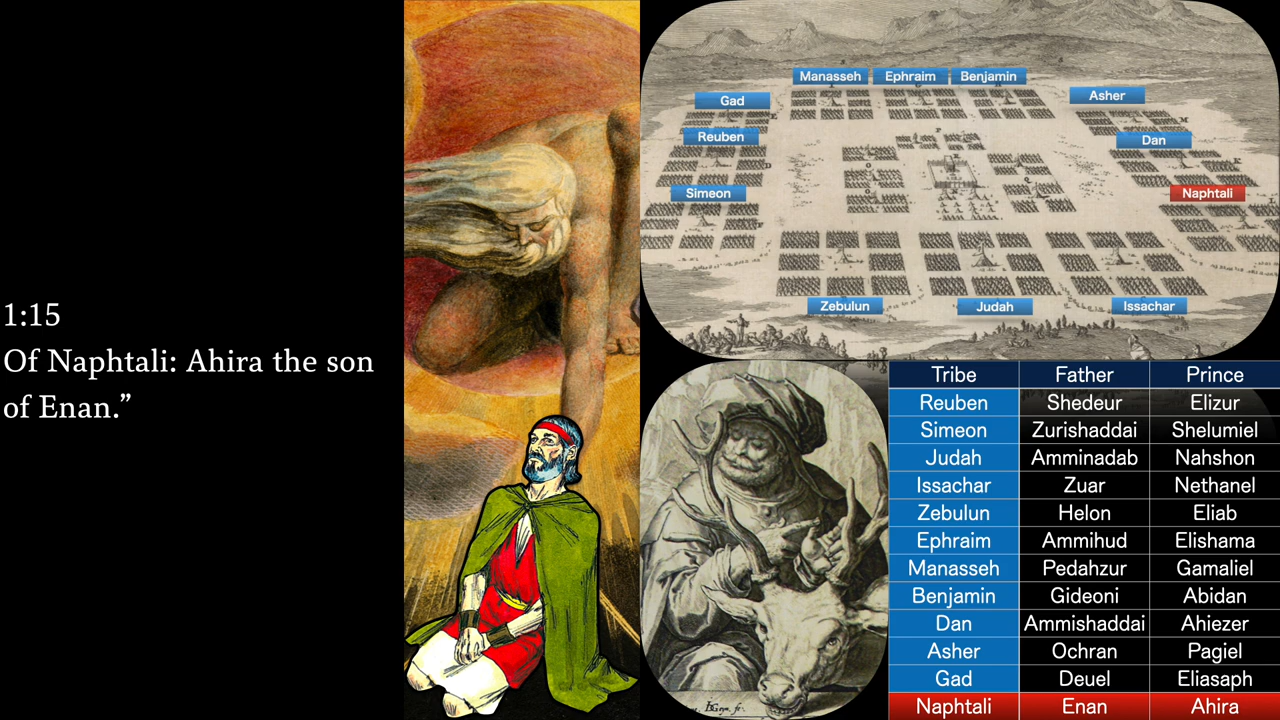 1:15
Of Naphtali: Ahira the son
of Enan.”
Manasseh Ephraim Benjamin
Gad
Asher
Reuben
Dan
Simeon
Naphtali
Zebulun Judah Issachar
Tribe Father Prince
Reuben Shedeur Elizur
Simeon Zurishaddai Shelumiel
Judah Amminadab Nahshon
Issachar Zuar Nethanel
Zebulun Helon Eliab
Ephraim Ammihud Elishama
Manasseh Pedahzur Gamaliel
Benjamin Gideoni Abidan
Dan Ammishaddai Ahiezer
Asher Ochran Pagiel
Gad Deuel Eliasaph
Naphtali Enan Ahira